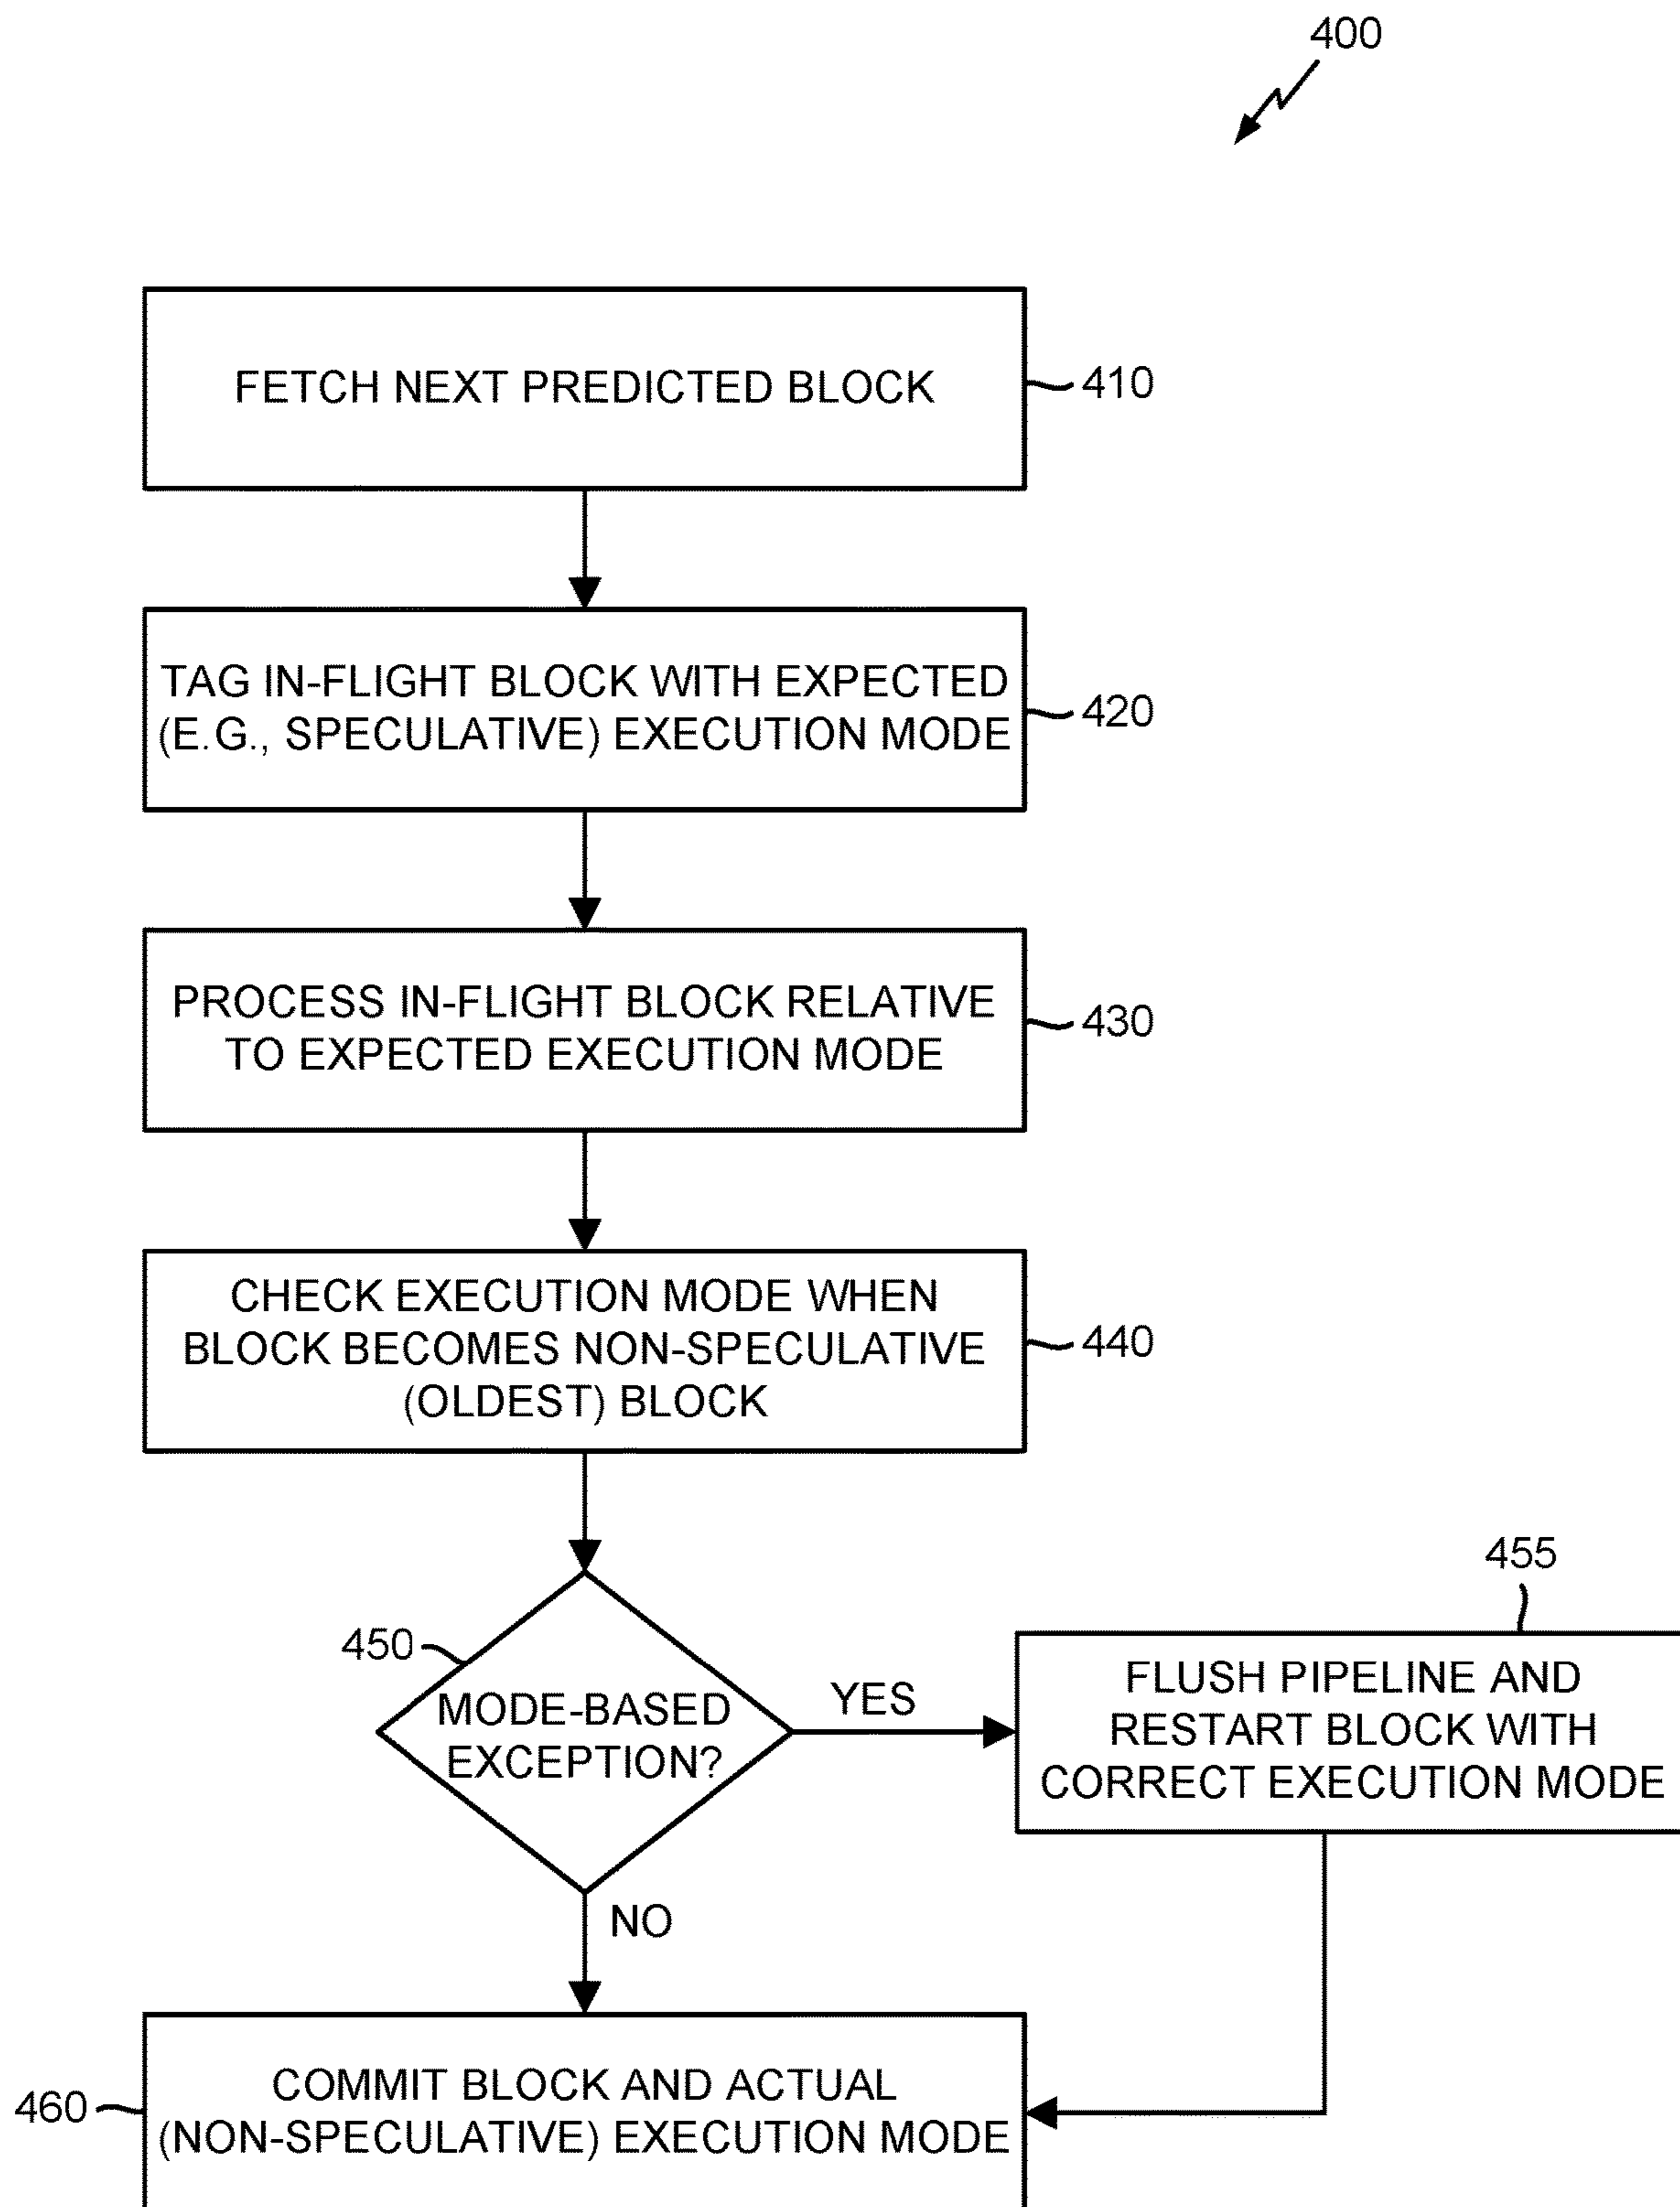 400
FETCH NEXT PREDICTED BLOCK
410
TAG IN-FLIGHT BLOCK WITH EXPECTED
(E.G., SPECULATIVE) EXECUTION MODE
420
PROCESS IN-FLIGHT BLOCK RELATIVE
TO EXPECTED EXECUTION MODE
430
CHECK EXECUTION MODE WHEN
BLOCK BECOMES NON-SPECULATIVE
(OLDEST) BLOCK
440
450
MODE-BASED
EXCEPTION?
YES
455
FLUSH PIPELINE AND
RESTART BLOCK WITH
CORRECT EXECUTION MODE
NO
460
COMMIT BLOCK AND ACTUAL
(NON-SPECULATIVE) EXECUTION MODE